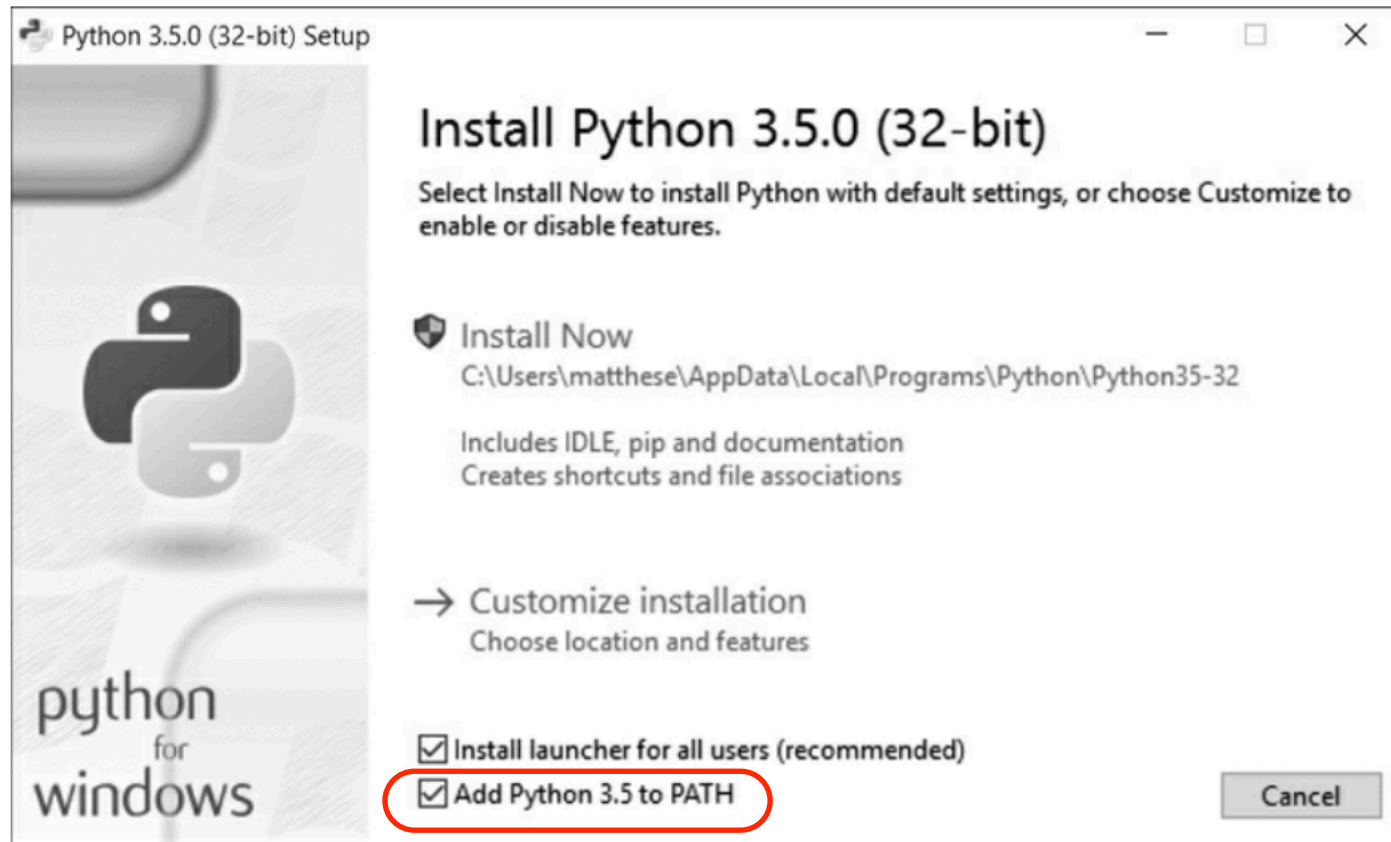 Python 3.5.0 (32-bit) Setup
Install Python 3.5.0 (32-bit)
Select Install Now to install Python with default settings, or choose Customize to
enable or disable features.
Install Now
C:\Users\matthese\AppData\Local\Programs\Python\Python35-32
Includes IDLE, pip and documentation
Creates shortcuts and file associations
Customize installation
Choose location and features
python
for
windows
Install launcher for all users (recommended)
Add Python 3.5 to PATH
Cancel